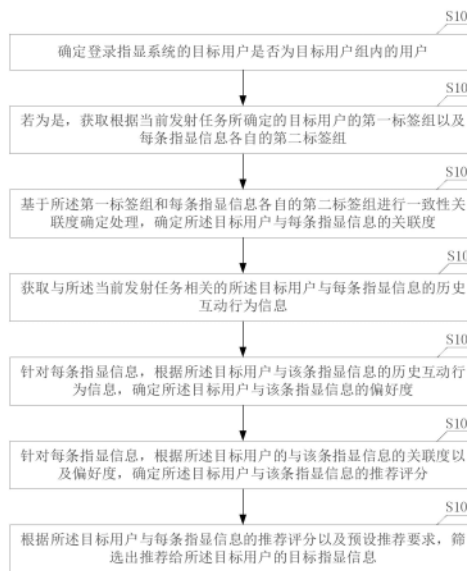 S10
确定登录指显系统的目标用户是否为目标用户组内的用户
S10
若为是，获取根据当前发射任务所确定的目标用户的第一标签组以及
每条指显信息各自的第二标签组
S10
基于所述第一标签组和每条指显信息各自的第二标签组进行一致性关
联度确定处理，确定所述目标用户与每条指显信息的关联度
S10
获取与所述当前发射任务相关的所述目标用户与每条指显信息的历史
互动行为信息
S10
针对每条指显信息，根据所述目标用户与该条指显信息的历史互动行
为信息，确定所述目标用户与该条指显信息的偏好度
S10
针对每条指显信息，根据所述目标用户的与该条指显信息的关联度以
及偏好度，确定所述目标用户与该条指显信息的推荐评分
S10
根据所述目标用户与每条指显信息的推荐评分以及预设推荐要求，筛
选出推荐给所述目标用户的目标指显信息